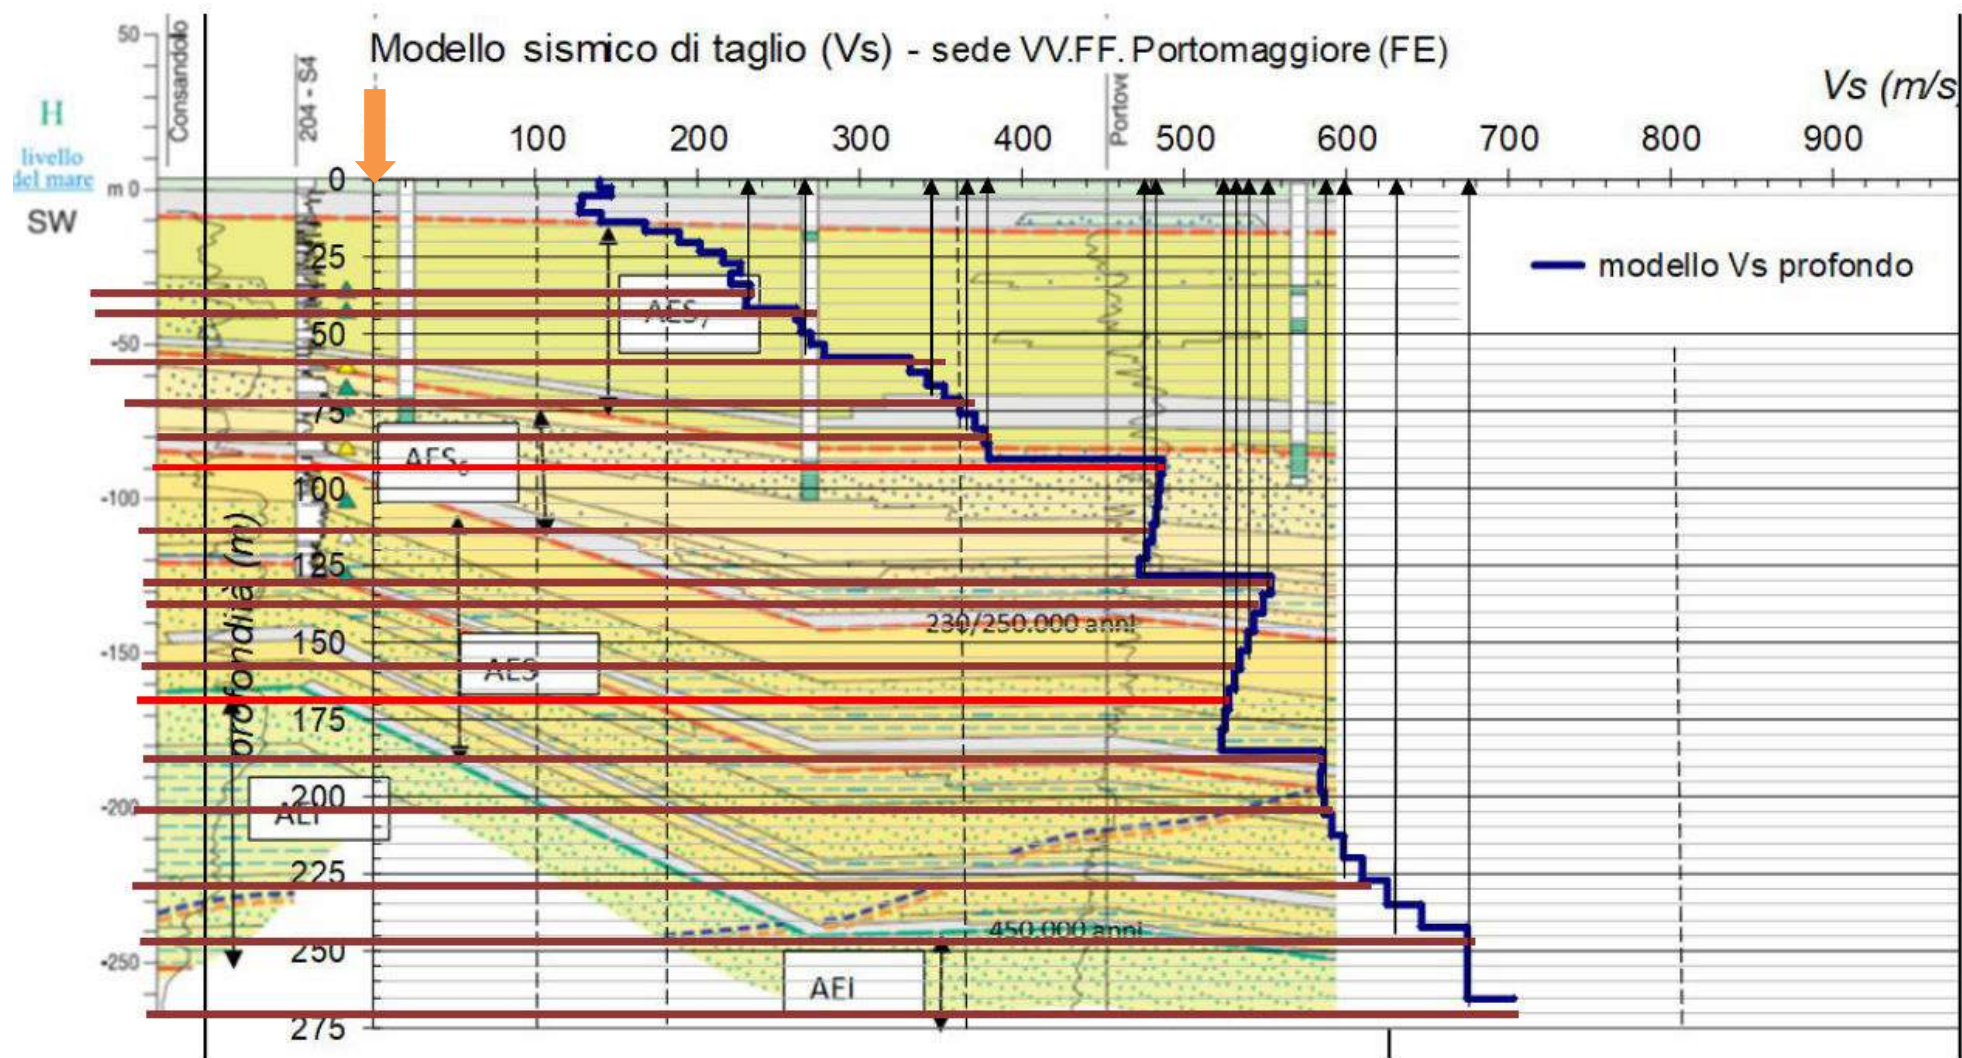 Modello sismico di taglio (Vs) - sede VV.FF. Portomaggiore (FE)
Vs (m/s)
Consandolo
204 - S4
H
livello
del mare
SW
50
m 0
-50
-100
-150
-200
-250
100 200 300 400 500 600 700 800 900
0
25
50
75
100
125
150
175
200
225
250
275
profondità (m)
modello Vs profondo
AES7
AES6
AES
230/250.000 anni
AEI
450.000 anni
AEI